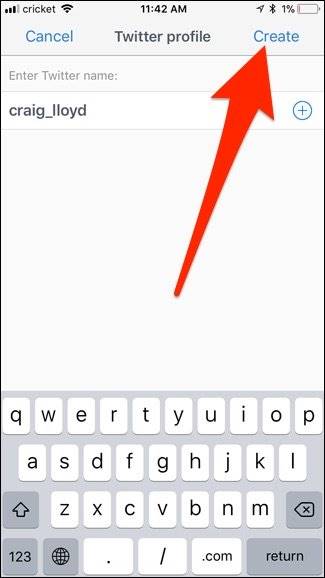 cricket 11:42 AM 1%
Cancel Twitter profile Create
Enter Twitter name:
craig_lloyd
q w e r t y u i o p
a s d f g h j k l
z x c v b n m
123 . / .com return